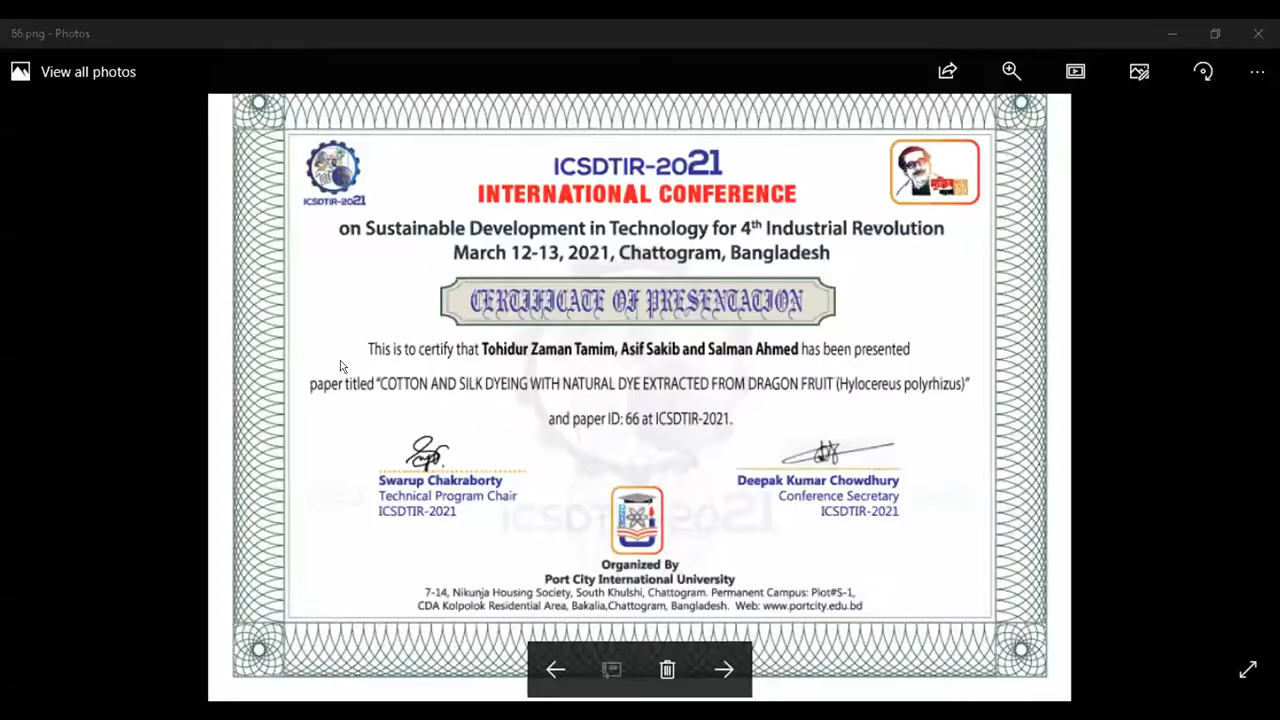 66.png - Photos
View all photos
ICSDTIR-2021
ICSDTIR-2021
INTERNATIONAL CONFERENCE
on Sustainable Development in Technology for 4th Industrial Revolution
March 12-13, 2021, Chattogram, Bangladesh
CERTIFICATE OF PRESENTATION
This is to certify that Tohidur Zaman Tamim, Asif Sakib and Salman Ahmed has been presented
paper titled “COTTON AND SILK DYEING WITH NATURAL DYE EXTRACTED FROM DRAGON FRUIT (Hylocereus polyrhizus)”
and paper ID: 66 at ICSDTIR-2021.
Swarup Chakraborty
Technical Program Chair
ICSDTIR-2021
Deepak Kumar Chowdhury
Conference Secretary
ICSDTIR-2021
ICSDTIR-2021
Organized By
Port City International University
7-14, Nikunja Housing Society, South Khulshi, Chattogram. Permanent Campus: Plot#S-1,
CDA Kolpolok Residential Area, Bakalia,Chattogram, Bangladesh. Web: www.portcity.edu.bd